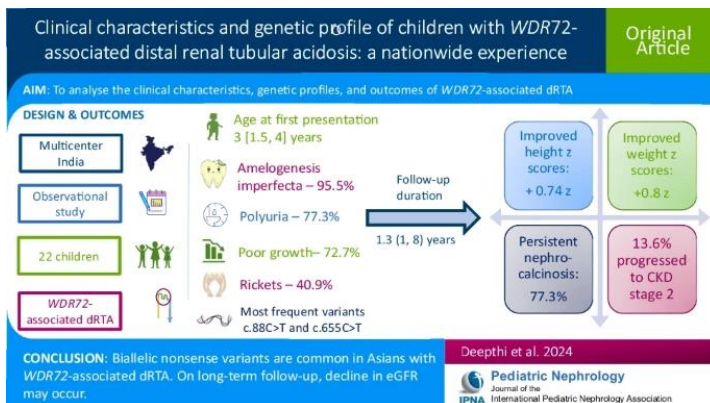 Clinical characteristics and genetic profile of children with WDR72-
associated distal renal tubular acidosis: a nationwide experience
Original
Article
AIM: To analyse the clinical characteristics, genetic profiles, and outcomes of WDR72-associated dRTA
DESIGN & OUTCOMES
Multicenter
India
Observational
study
22 children
WDR72-
associated dRTA
Age at first presentation
3 [1.5, 4] years
Amelogenesis
imperfecta – 95.5%
Polyuria – 77.3%
Poor growth– 72.7%
Rickets – 40.9%
Most frequent variants
c.88C>T and c.655C>T
Follow-up
duration
1.3 (1, 8) years
Improved
height z
scores:
+ 0.74 z
Improved
weight z
scores:
+0.8 z
Persistent
nephro-
calcinosis:
77.3%
13.6%
progressed
to CKD
stage 2
CONCLUSION: Biallelic nonsense variants are common in Asians with
WDR72-associated dRTA. On long-term follow-up, decline in eGFR
may occur.
Deepthi et al. 2024
Pediatric Nephrology
Journal of the
International Pediatric Nephrology Association
IPNA